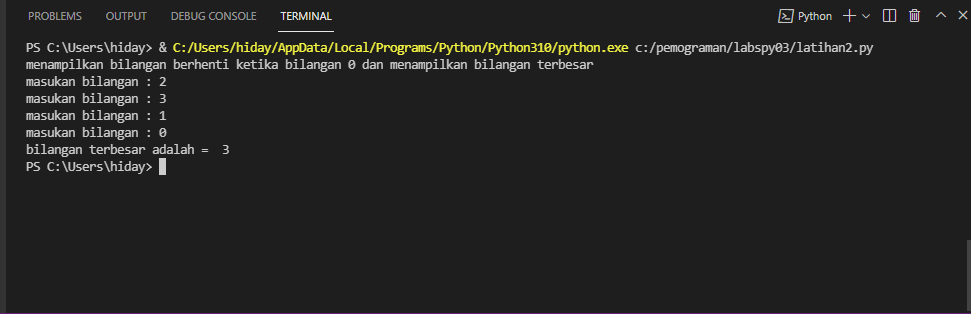 PROBLEMS OUTPUT DEBUG CONSOLE TERMINAL Python
PS C:\Users\hiday> & C:/Users/hiday/AppData/Local/Programs/Python/Python310/python.exe c:/pemograman/labspy03/latihan2.py
menampilkan bilangan berhenti ketika bilangan 0 dan menampilkan bilangan terbesar
masukan bilangan : 2
masukan bilangan : 3
masukan bilangan : 1
masukan bilangan : 0
bilangan terbesar adalah =  3
PS C:\Users\hiday>